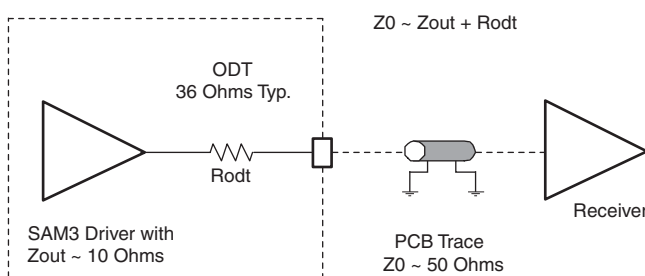 Z0 ~ Zout + Rodt
ODT
36 Ohms Typ.
Rodt
Receiver
SAM3 Driver with
Zout ~ 10 Ohms
PCB Trace
Z0 ~ 50 Ohms